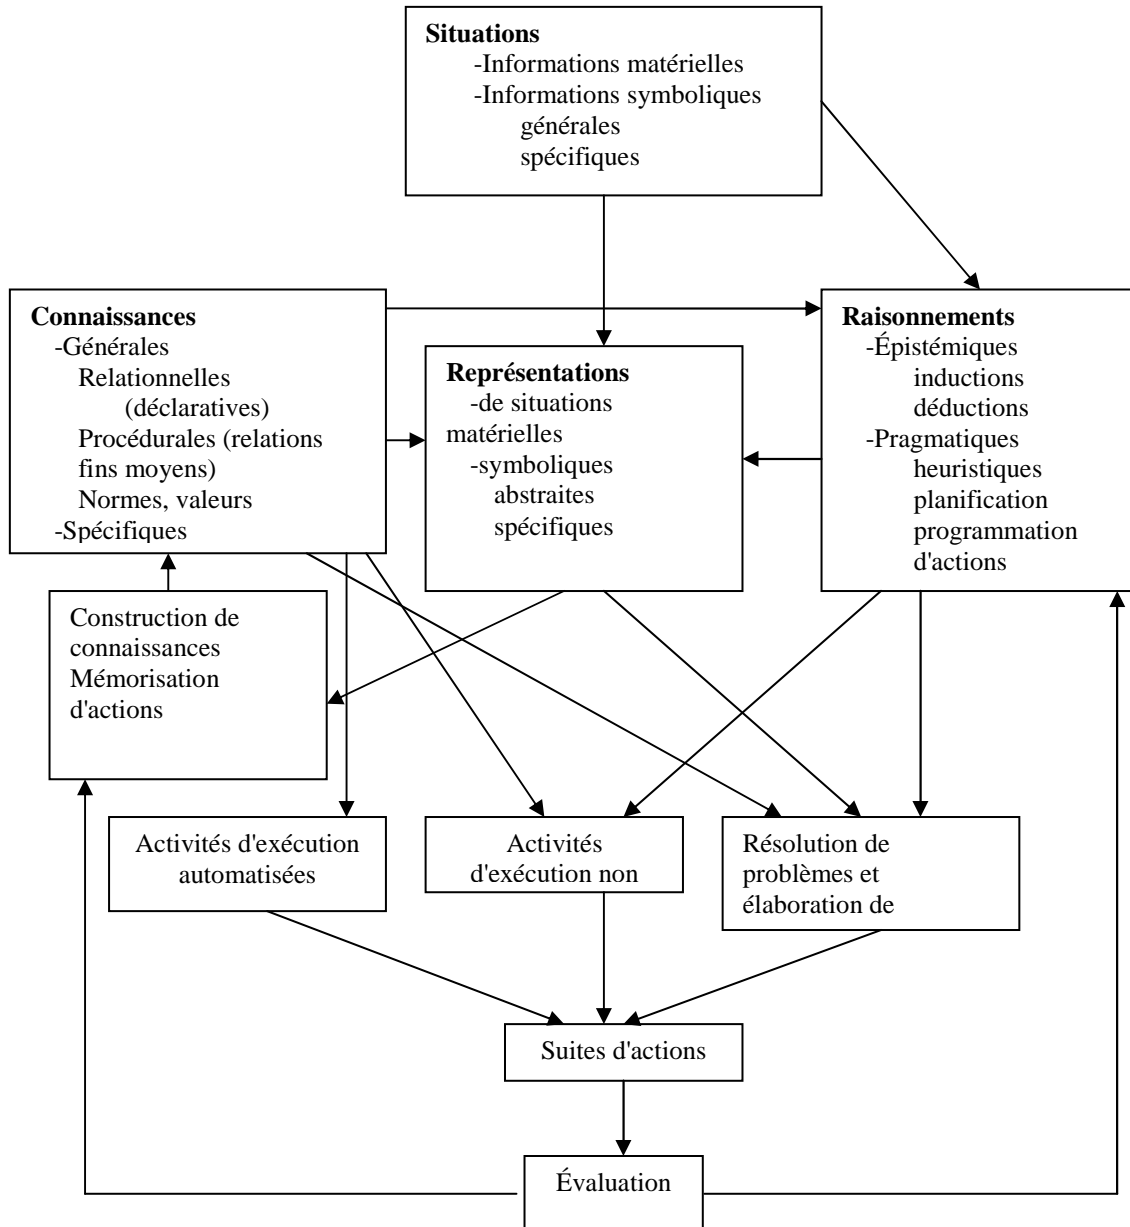 Situations
-Informations matérielles
-Informations symboliques
générales
spécifiques
Connaissances
-Générales
Relationnelles
(déclaratives)
Procédurales (relations
fins moyens)
Normes, valeurs
-Spécifiques
Représentations
-de situations
matérielles
-symboliques
abstraites
spécifiques
Raisonnements
-Épistémiques
inductions
déductions
-Pragmatiques
heuristiques
planification
programmation
d'actions
Construction de
connaissances
Mémorisation
d'actions
Activités d'exécution
automatisées
Activités
d'exécution non
Résolution de
problèmes et
élaboration de
Suites d'actions
Évaluation